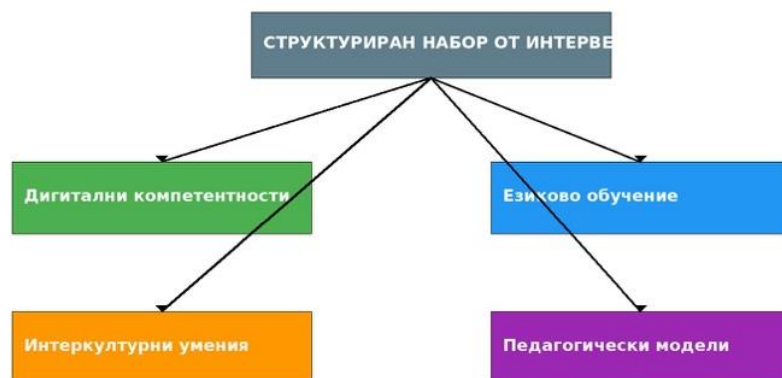 СТРУКТУРИРАН НАБОР ОТ ИНТЕРВЕ
Дигитални компетентности
Езиково обучение
Интеркултурни умения
Педагогически модели